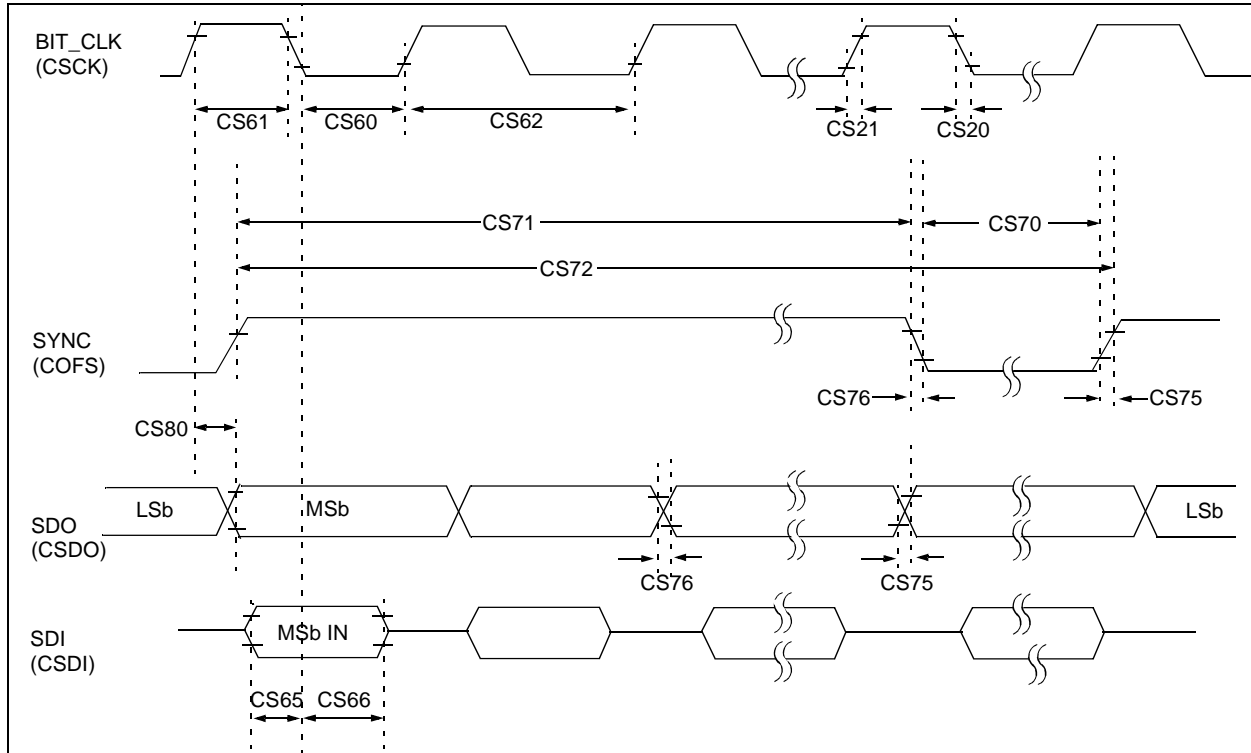 BIT_CLK
(CSCK)
CS61
CS60
CS62
CS21
CS20
CS71
CS70
CS72
SYNC
(COFS)
CS76
CS75
CS80
LSb
MSb
LSb
SDO
(CSDO)
CS76
CS75
MSb IN
SDI
(CSDI)
CS65
CS66